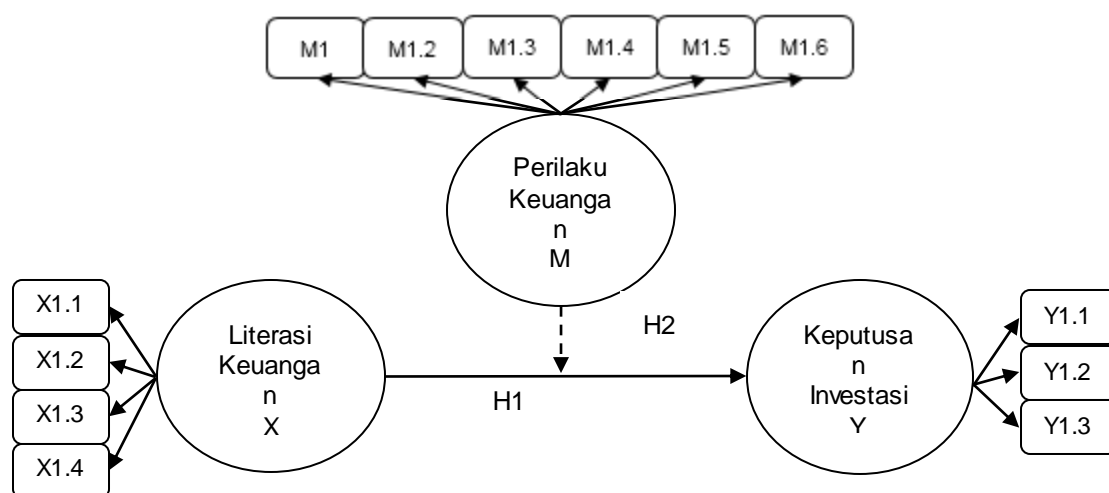 M1 M1.2 M1.3 M1.4 M1.5 M1.6
Perilaku
Keuanga
n
M
X1.1
X1.2
X1.3
X1.4
Literasi
Keuanga
n
X
H2
H1
Keputusa
n
Investasi
Y
Y1.1
Y1.2
Y1.3